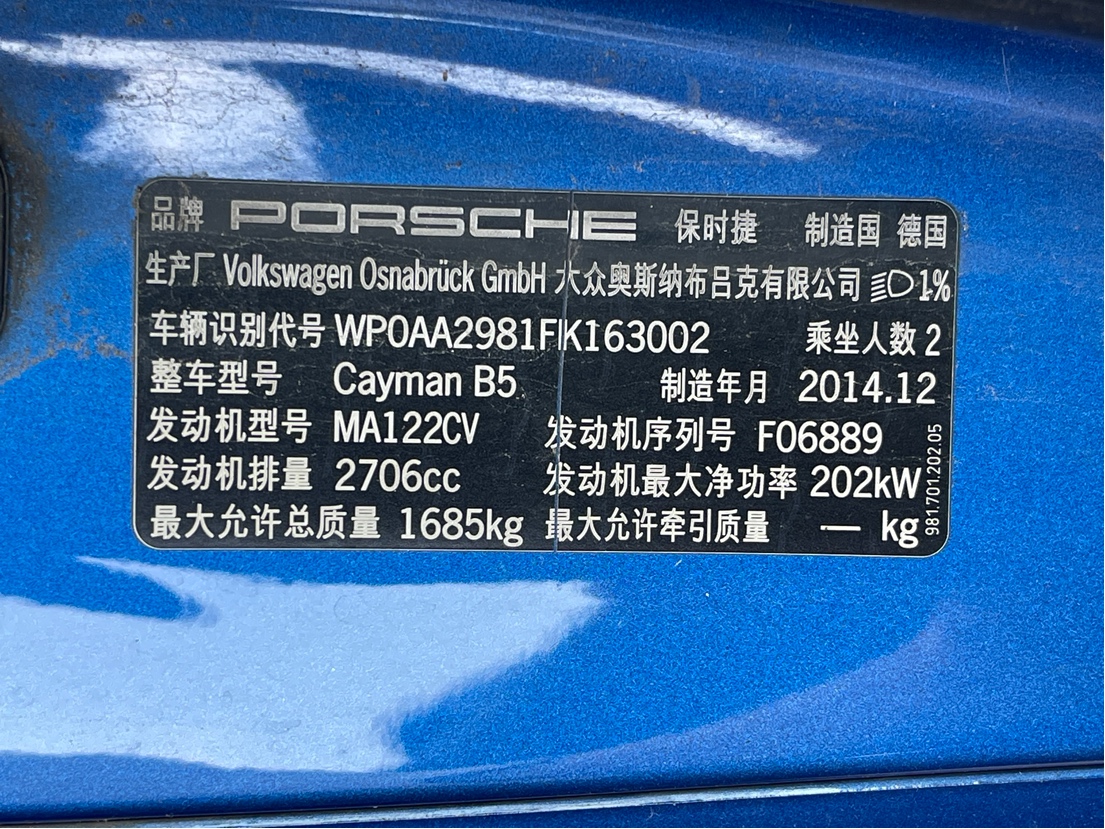 品牌 PORSCHE 保时捷 制造国 德国
生产厂 Volkswagen Osnabrück GmbH 大众奥斯纳布吕克有限公司 1%
车辆识别代号 WP0AA2981FK163002 乘坐人数 2
整车型号 Cayman B5 制造年月 2014.12
发动机型号 MA122CV 发动机序列号 F06889
发动机排量 2706cc 发动机最大净功率 202kW
最大允许总质量 1685kg 最大允许牵引质量 — kg
981.701.202.05